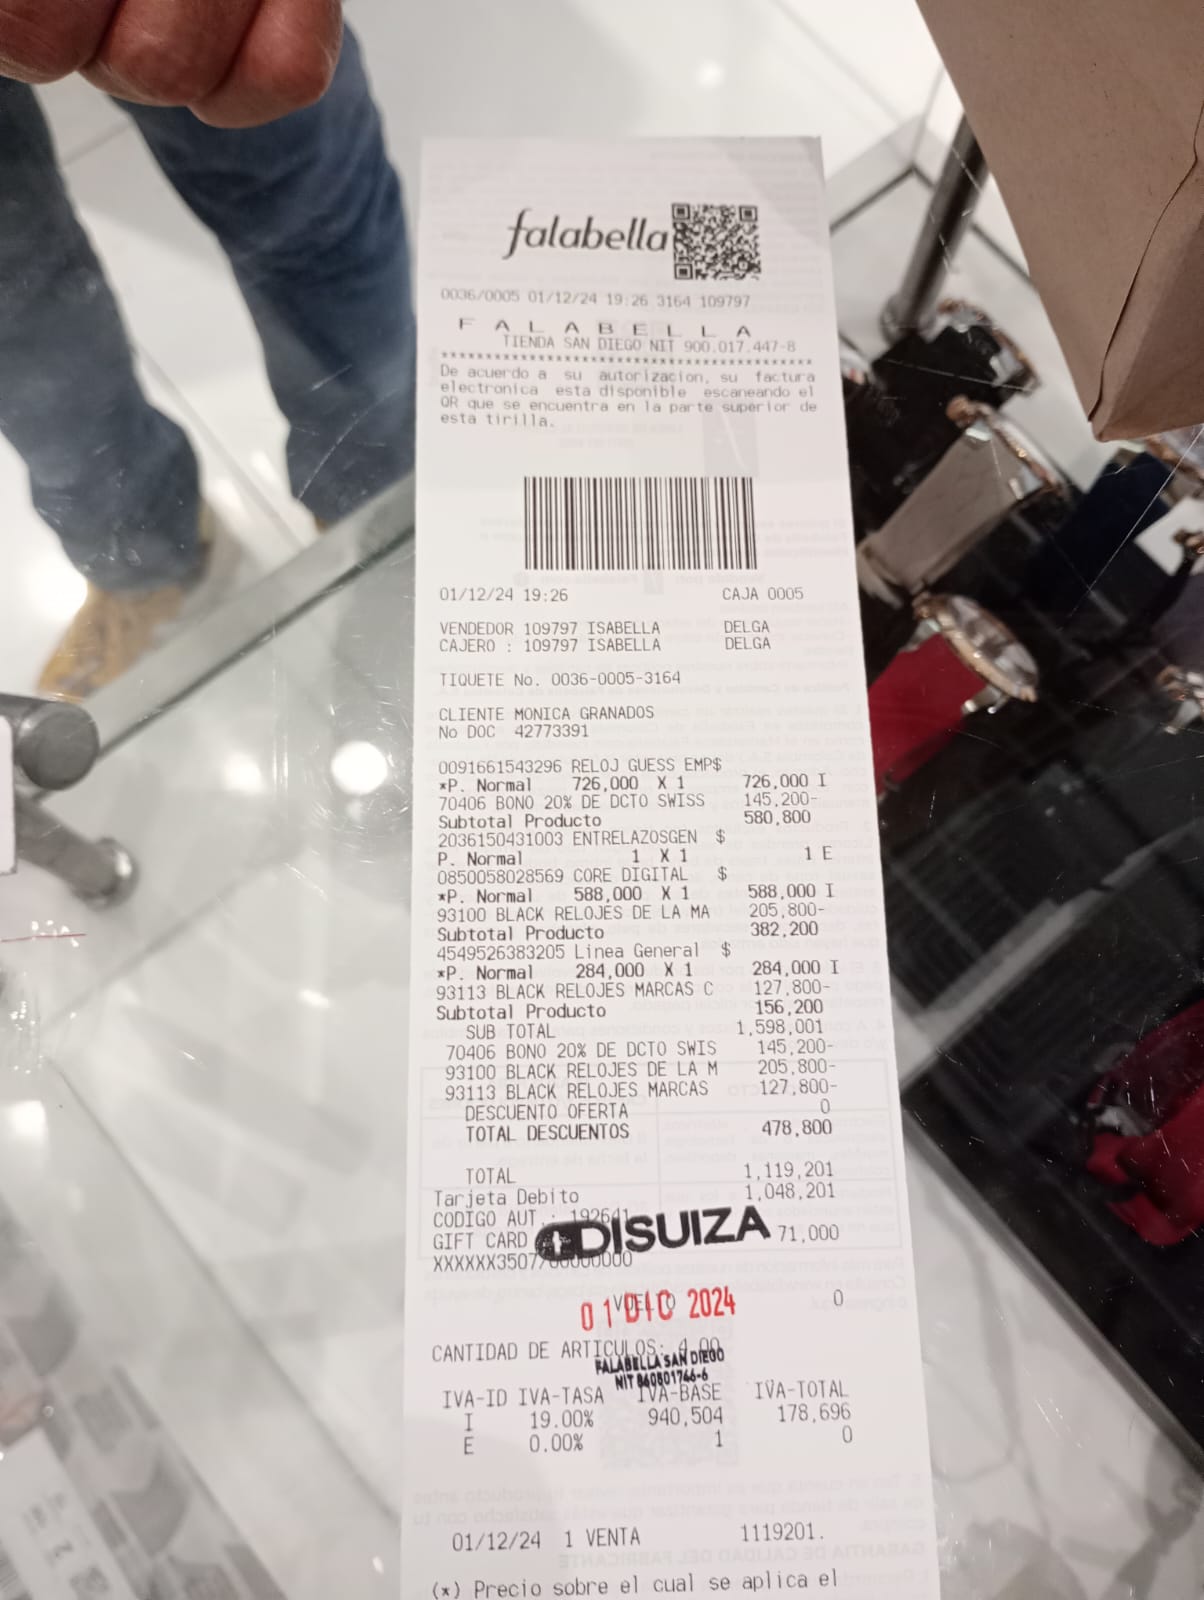 falabella
0036/0005 01/12/24 19:26 3164 109797
F A L A B E L L A
TIENDA SAN DIEGO NIT 900.017.447-8
De acuerdo a su autorizacion, su factura
electronica esta disponible escaneando el
QR que se encuentra en la parte superior de
esta tirilla.
01/12/24 19:26 CAJA 0005
VENDEDOR 109797 ISABELLA DELGA
CAJERO : 109797 ISABELLA DELGA
TIQUETE No. 0036-0005-3164
CLIENTE MONICA GRANADOS
No DOC 42773391
0091661543296 RELOJ GUESS EMP$
*P. Normal 726,000 X 1 726,000 I
70406 BONO 20% DE DCTO SWISS 145,200-
Subtotal Producto 580,800
2036150431003 ENTRELAZOSGEN $
P. Normal 1 X 1 1 E
0850058028569 CORE DIGITAL $
*P. Normal 588,000 X 1 588,000 I
93100 BLACK RELOJES DE LA MA 205,800-
Subtotal Producto 382,200
4549526383205 Linea General $
*P. Normal 284,000 X 1 284,000 I
93113 BLACK RELOJES MARCAS C 127,800-
Subtotal Producto 156,200
SUB TOTAL 1,598,001
70406 BONO 20% DE DCTO SWIS 145,200-
93100 BLACK RELOJES DE LA M 205,800-
93113 BLACK RELOJES MARCAS 127,800-
DESCUENTO OFERTA 0
TOTAL DESCUENTOS 478,800
TOTAL 1,119,201
Tarjeta Debito 1,048,201
CODIGO AUT.: 192641
GIFT CARD 71,000
DISUIZA
XXXXXX3507700000000
VUELTO 0
01 DIC 2024
CANTIDAD DE ARTICULOS: 4.00
FALABELLA SAN DIEGO
NIT 860801746-6
IVA-ID IVA-TASA IVA-BASE IVA-TOTAL
I 19.00% 940,504 178,696
E 0.00% 1 0
01/12/24 1 VENTA 1119201.
(*) Precio sobre el cual se aplica el